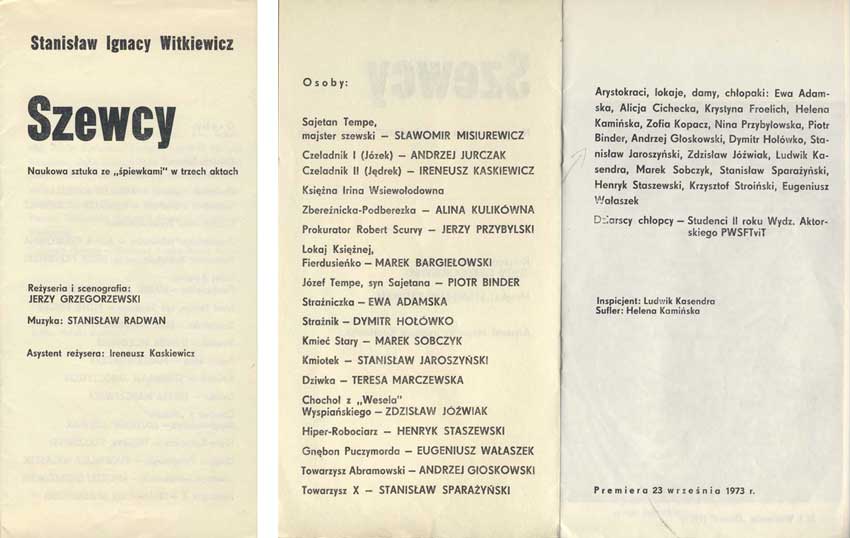 Stanisław Ignacy Witkiewicz
Szewcy
Naukowa sztuka ze „śpiewkami" w trzech aktach
Reżyseria i scenografia:
JERZY GRZEGORZEWSKI
Muzyka: STANISŁAW RADWAN
Asystent reżysera: Ireneusz Kaskiewicz
Osoby:
Sajetan Tempe,
majster szewski — SŁAWOMIR MISIUREWICZ
Czeladnik I (Józek) — ANDRZEJ JURCZAK
Czeladnik II (Jędrek) — IRENEUSZ KASKIEWICZ
Księżna Irina Wsiewołodowna
Zbereźnicka-Podberezka — ALINA KULIKÓWNA
Prokurator Robert Scurvy — JERZY PRZYBYLSKI
Lokaj Księżnej,
Fierdusieńko — MAREK BARGIEŁOWSKI
Józef Tempe, syn Sajetana — PIOTR BINDER
Strażniczka — EWA ADAMSKA
Strażnik — DYMITR HOŁÓWKO
Kmieć Stary — MAREK SOBCZYK
Kmiotek — STANISŁAW JAROSZYŃSKI
Dziwka — TERESA MARCZEWSKA
Chochoł z „Wesela"
Wyspiańskiego — ZDZISŁAW JÓŹWIAK
Hiper-Robociarz — HENRYK STASZEWSKI
Gnębon Puczymorda — EUGENIUSZ WAŁASZEK
Towarzysz Abramowski — ANDRZEJ GIOSKOWSKI
Towarzysz X — STANISŁAW SPARAŻYŃSKI
Arystokraci, lokaje, damy, chłopaki: Ewa Adam-
ska, Alicja Cichecka, Krystyna Froelich, Helena
Kamińska, Zofia Kopacz, Nina Przybyłowska, Piotr
Binder, Andrzej Głoskowski, Dymitr Hołówko, Sta-
nisław Jaroszyński, Zdzisław Jóźwiak, Ludwik Ka-
sendra, Marek Sobczyk, Stanisław Sparażyński,
Henryk Staszewski, Krzysztof Stroiński, Eugeniusz
Wałaszek
Dziarscy chłopcy — Studenci II roku Wydz. Aktor-
skiego PWSFTviT
Inspicjent: Ludwik Kasendra
Sufler: Helena Kamińska
Premiera 23 września 1973 r.